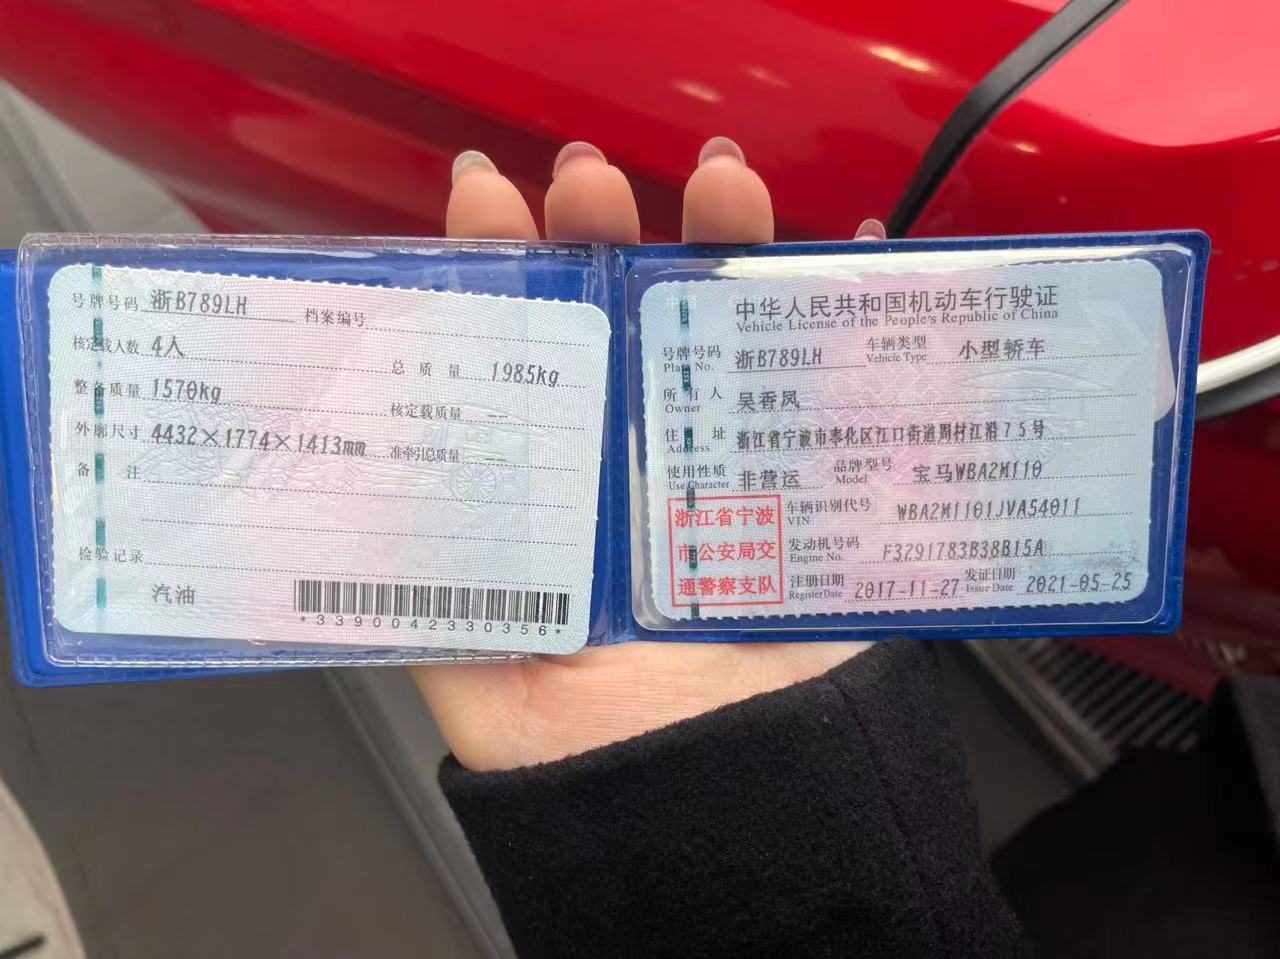 号牌号码 浙B789LH 档案编号
核定载人数 4人 总质量 1985kg
整备质量 1570kg 核定载质量 --
外廓尺寸 4432×1774×1413mm 准牵引总质量 --
备注
检验记录
汽油
*3390042330356*
中华人民共和国机动车行驶证
Vehicle License of the People's Republic of China
号牌号码 浙B789LH 车辆类型 小型轿车
Plate No. Vehicle Type
所有人 吴香凤
Owner
住址 浙江省宁波市奉化区江口街道周村江沿75号
Address
使用性质 非营运 品牌型号 宝马WBA2M110
Use Character Model
浙江省宁波
市公安局交
通警察支队
车辆识别代号 WBA2M1101JVA54011
VIN
发动机号码 F3291783B38B15A
Engine No.
注册日期 2017-11-27 发证日期 2021-05-25
Register Date Issue Date